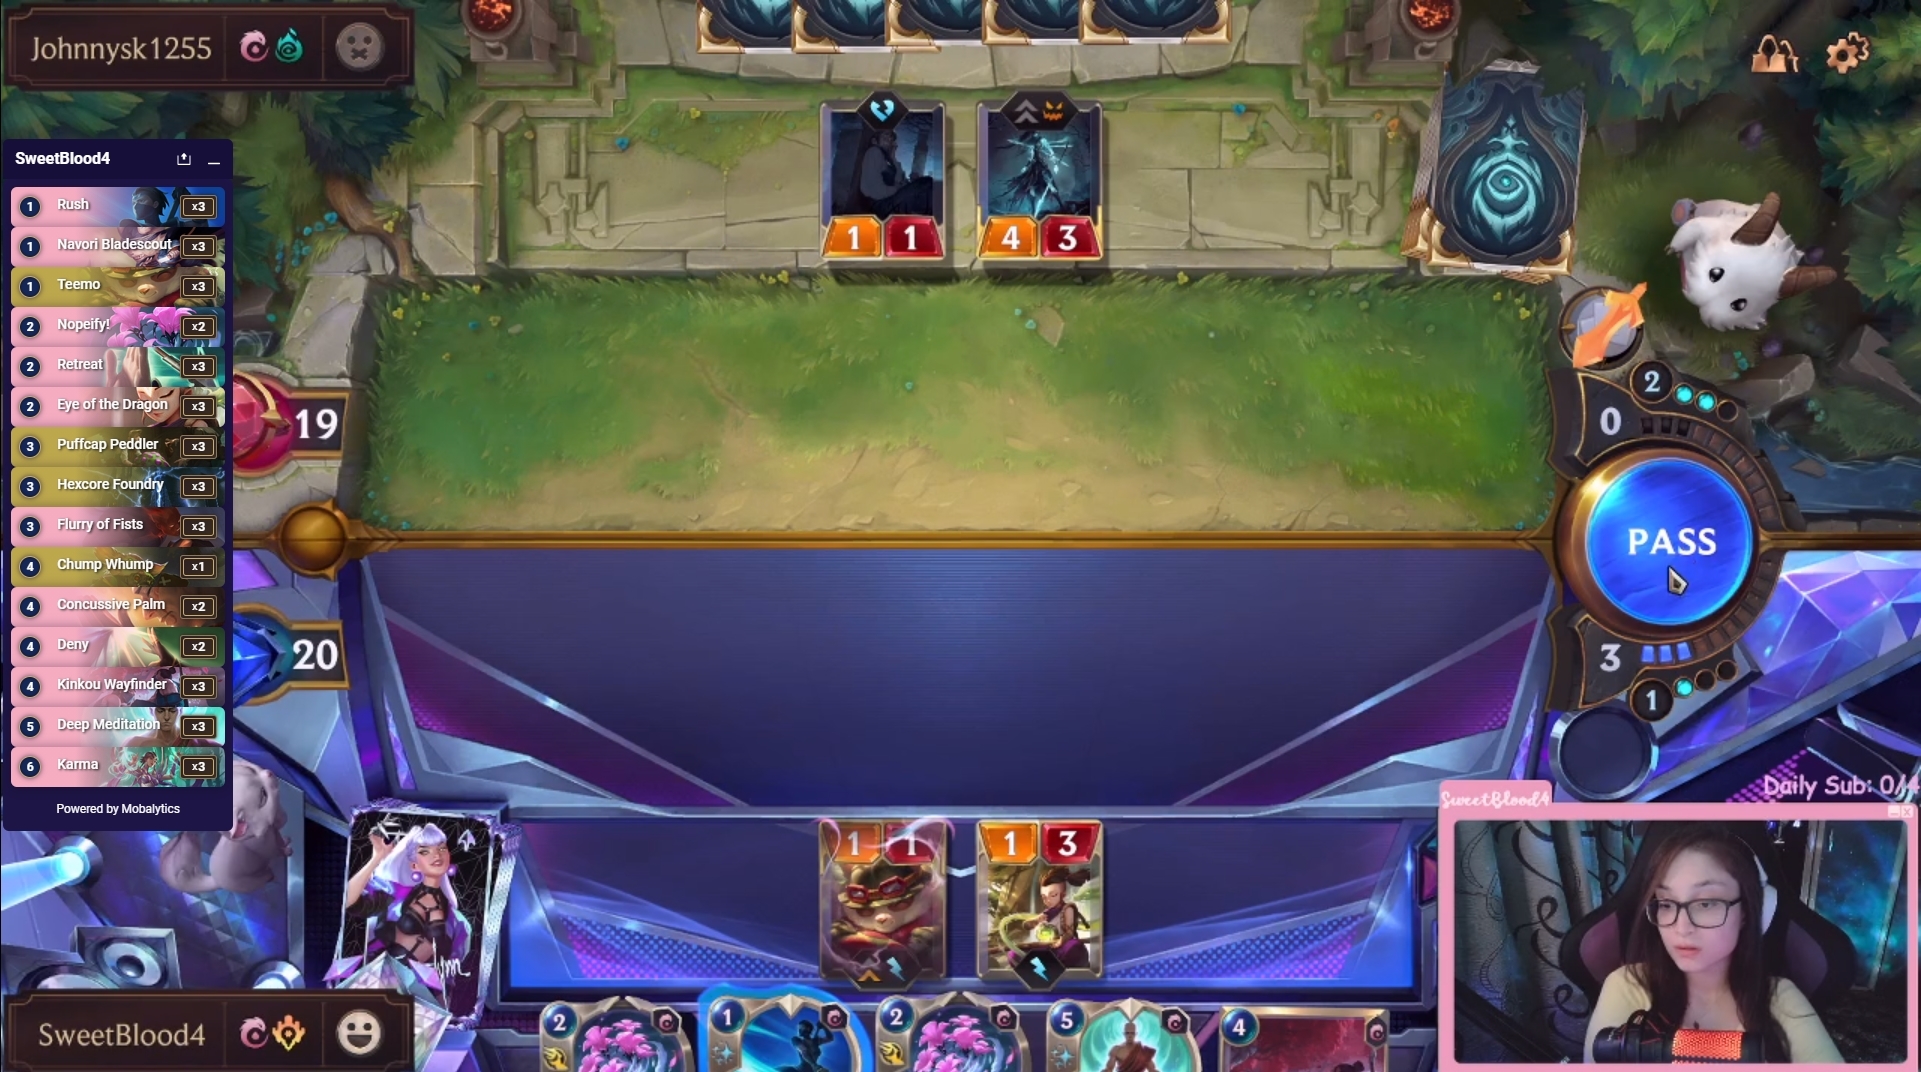 Johnnysk1255
SweetBlood4
1 Rush x3
1 Navori Bladescout x3
1 Teemo x3
2 Nopeify! x2
2 Retreat x3
2 Eye of the Dragon x3
3 Puffcap Peddler x3
3 Hexcore Foundry x3
3 Flurry of Fists x3
4 Chump Whump x1
4 Concussive Palm x2
4 Deny x2
4 Kinkou Wayfinder x3
5 Deep Meditation x3
6 Karma x3
Powered by Mobalytics
1 1
4 3
19
2
0
PASS
20
3
1
Daily Sub: 0/4
SweetBlood4
1 1
1 3
SweetBlood4
2
1
2
5
4